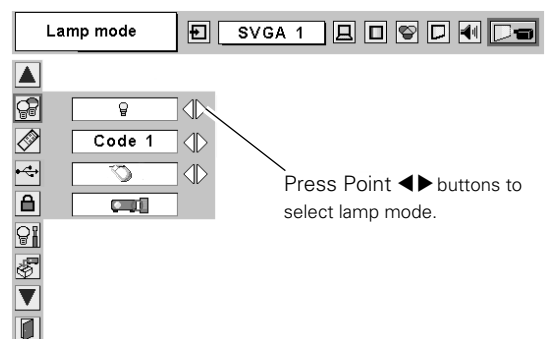 Lamp mode
SVGA 1
Code 1
Press Point ◀▶ buttons to
select lamp mode.